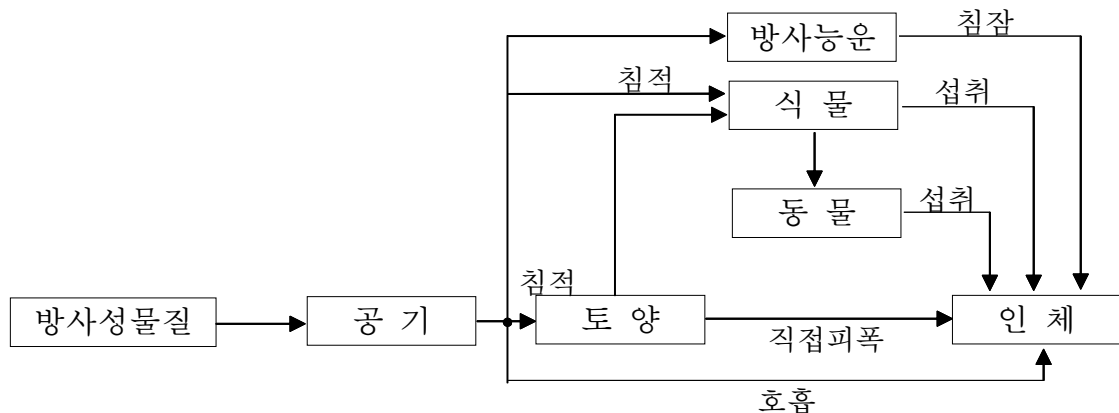 방사능운
침잠
침적
식 물
섭취
동 물
섭취
침적
방사성물질
공 기
토 양
인 체
직접피폭
호흡